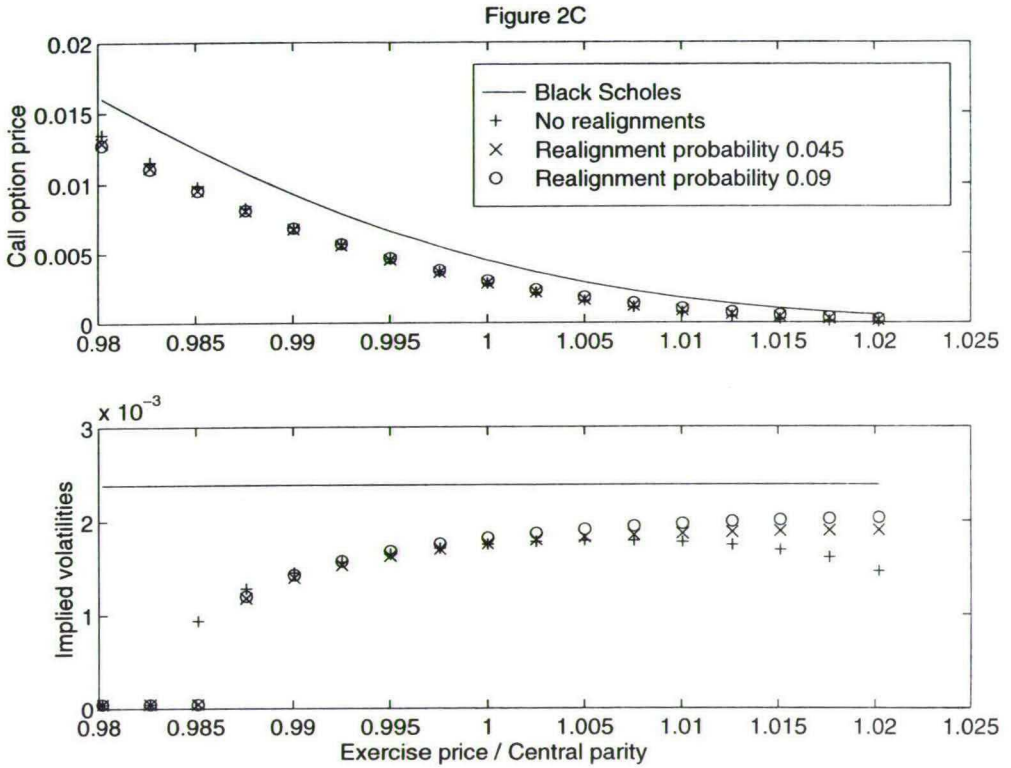 Figure 2C
0.02
0.015
0.01
0.005
0
Call option price
Black Scholes
No realignments
Realignment probability 0.045
Realignment probability 0.09
0.98 0.985 0.99 0.995 1 1.005 1.01 1.015 1.02 1.025
x 10⁻³
3
2
1
0
Implied volatilities
0.98 0.985 0.99 0.995 1 1.005 1.01 1.015 1.02 1.025
Exercise price / Central parity